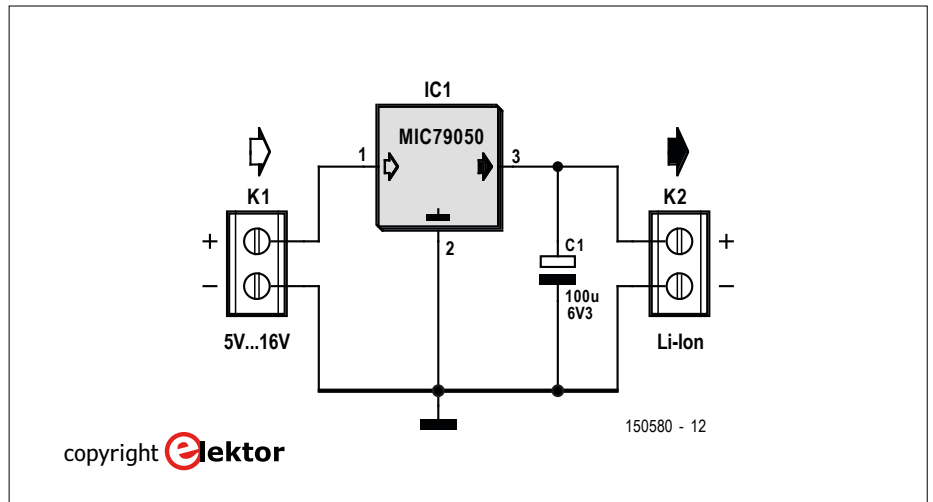 IC1
MIC79050
1
3
2
K1
+
−
5V...16V
C1
100u
6V3
K2
+
−
Li-Ion
150580 - 12
copyright elektor